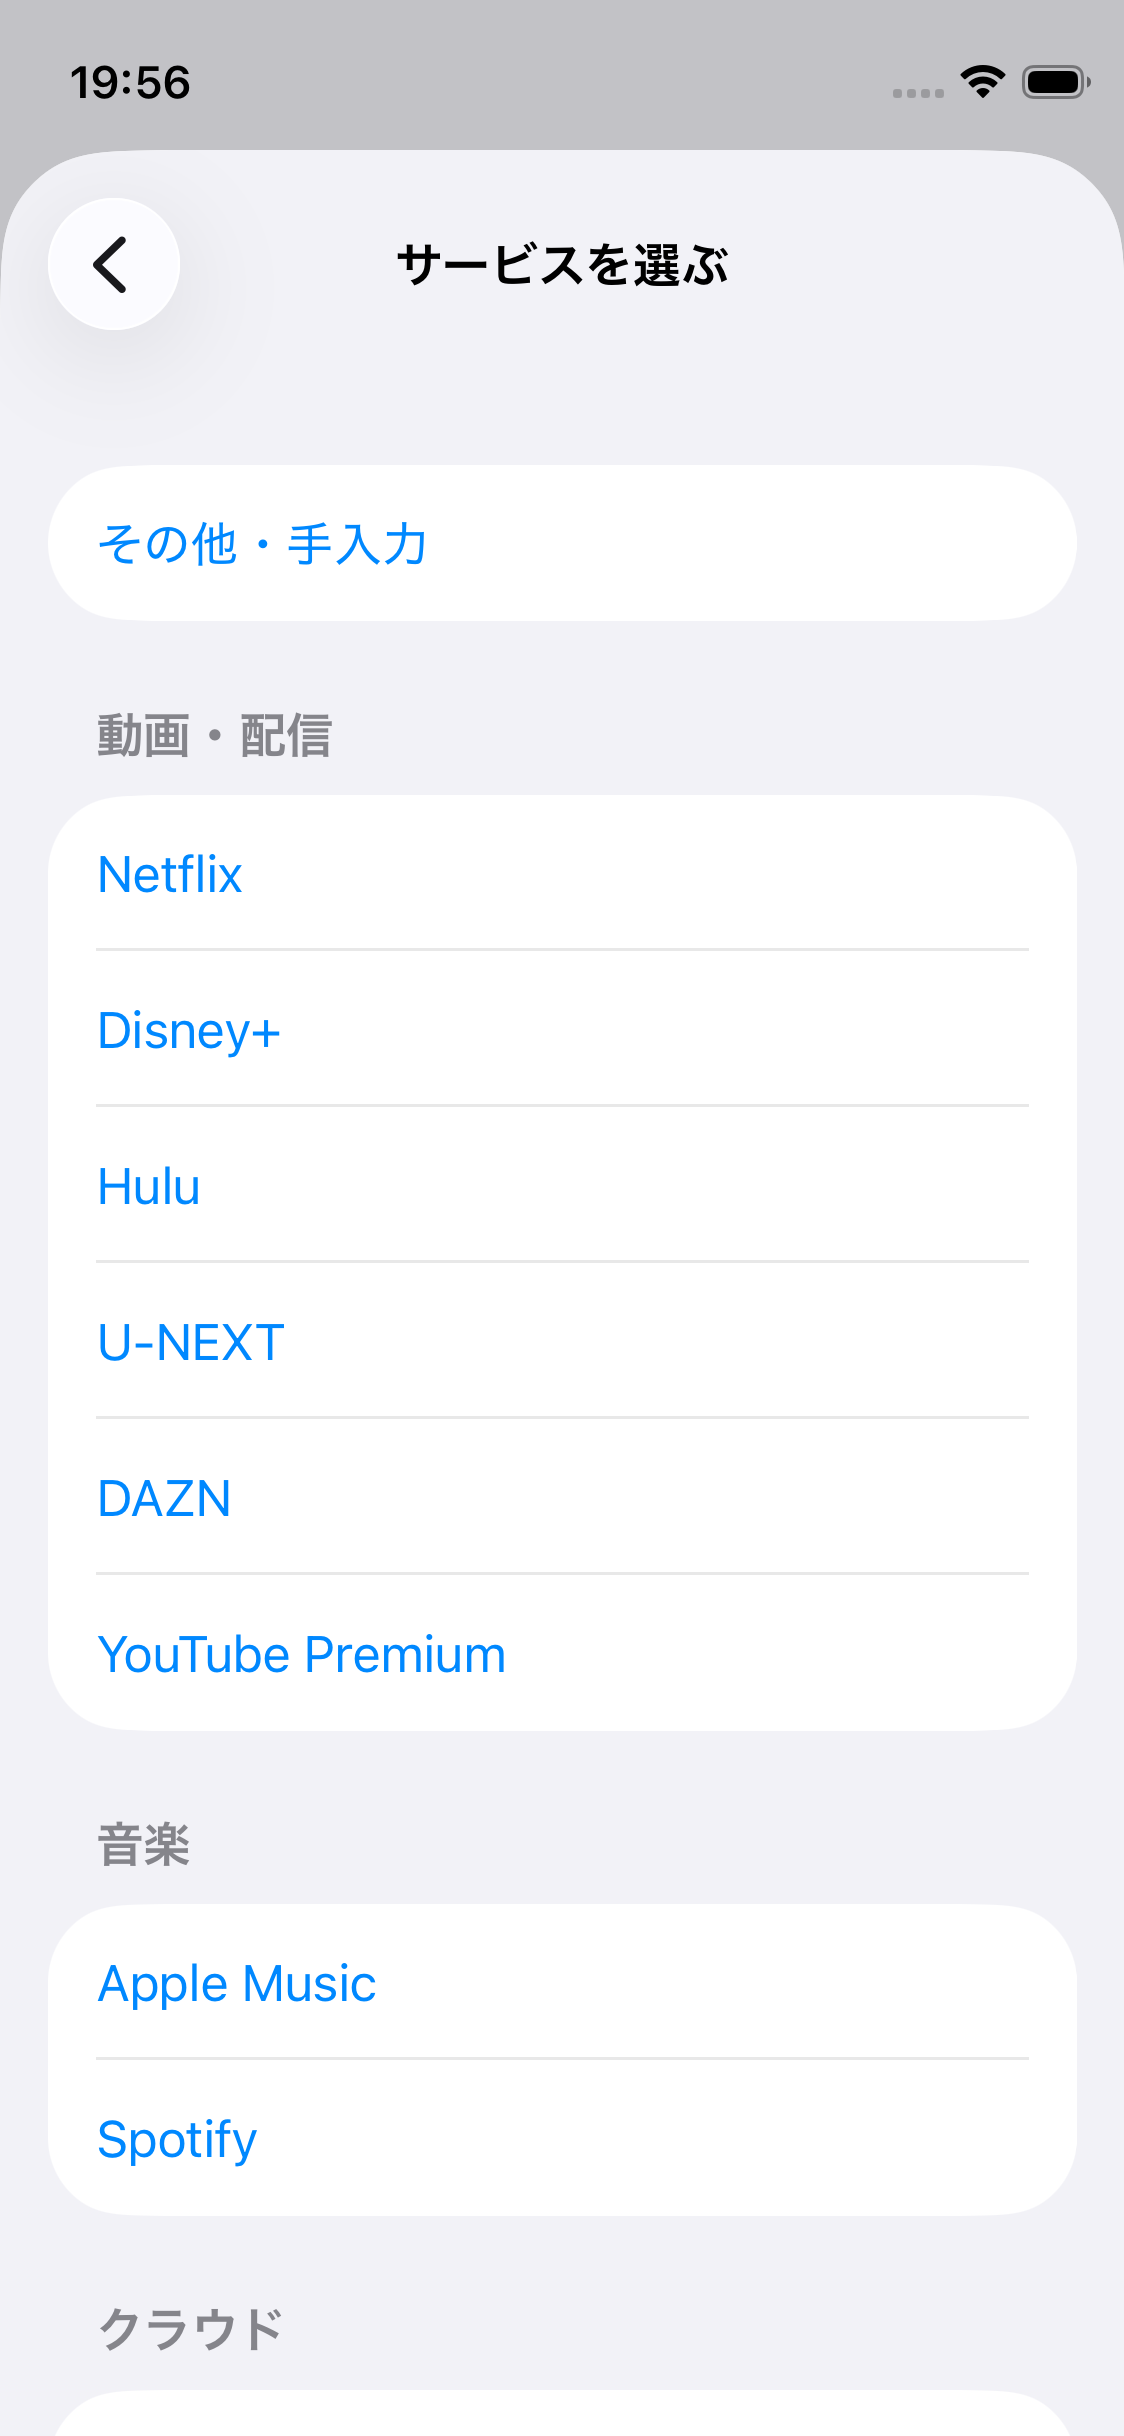 19:56
サービスを選ぶ
その他・手入力
動画・配信
Netflix
Disney+
Hulu
U-NEXT
DAZN
YouTube Premium
音楽
Apple Music
Spotify
クラウド